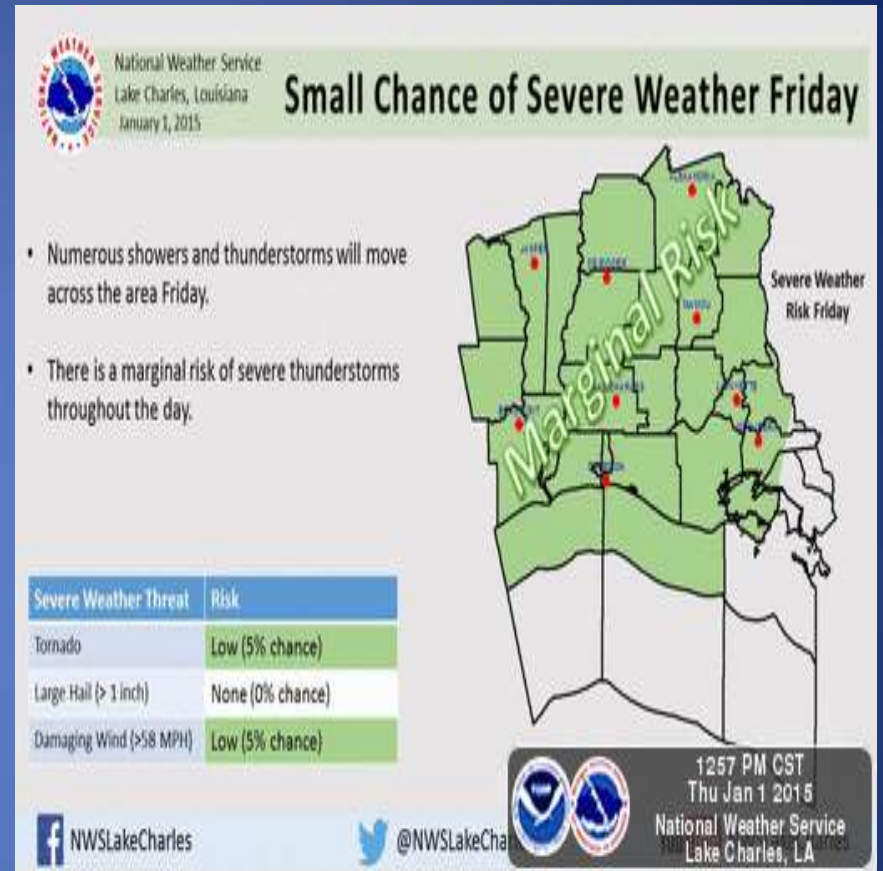 National Weather Service
Lake Charles, Louisiana
January 1, 2015
Small Chance of Severe Weather Friday
• Numerous showers and thunderstorms will move
across the area Friday.
• There is a marginal risk of severe thunderstorms
throughout the day.
Marginal Risk
Severe Weather
Risk Friday
Severe Weather Threat Risk
Tornado Low (5% chance)
Large Hail (> 1 inch) None (0% chance)
Damaging Wind (>58 MPH) Low (5% chance)
NWSLakeCharles
@NWSLakeChar
1257 PM CST
Thu Jan 1 2015
National Weather Service
Lake Charles, LA